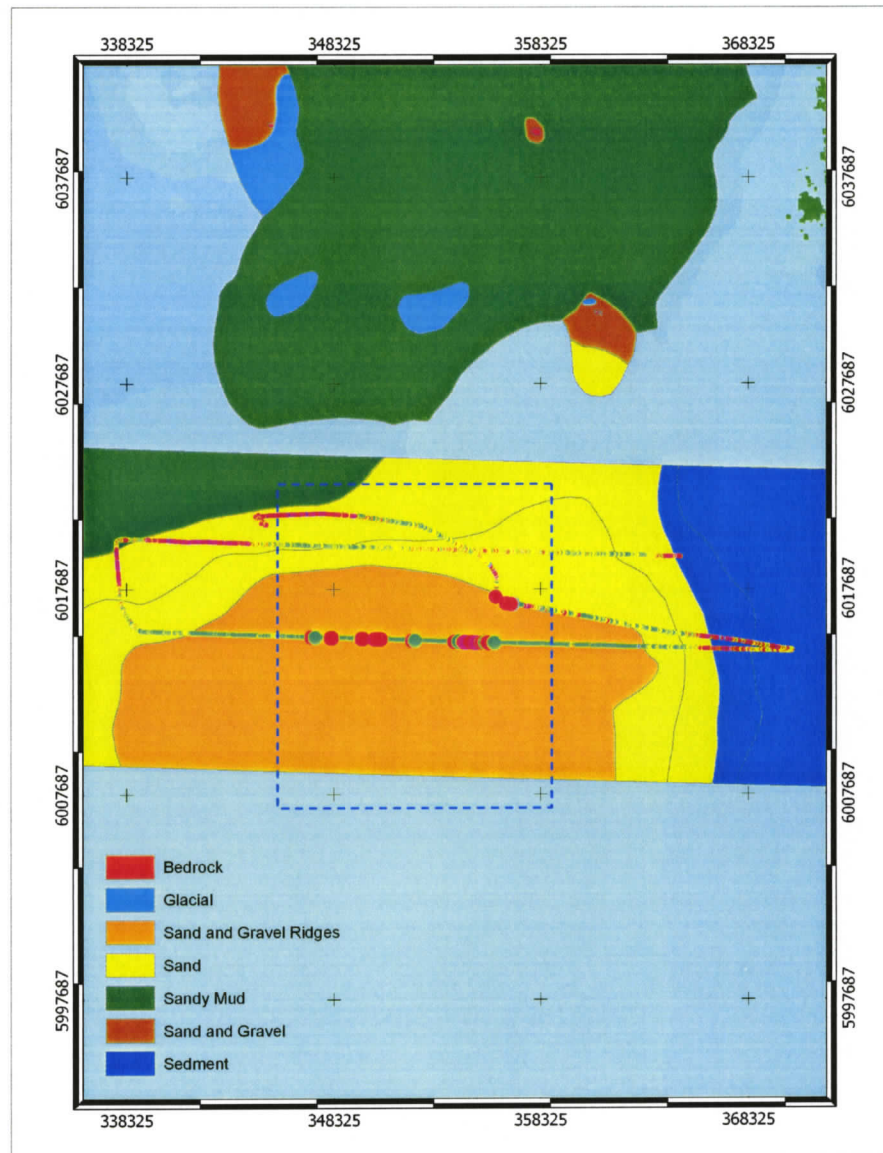 338325 348325 358325 368325
6037687 6037687
6027687 6027687
6017687 6017687
6007687 6007687
5997687 5997687
Bedrock
Glacial
Sand and Gravel Ridges
Sand
Sandy Mud
Sand and Gravel
Sediment
338325 348325 358325 368325